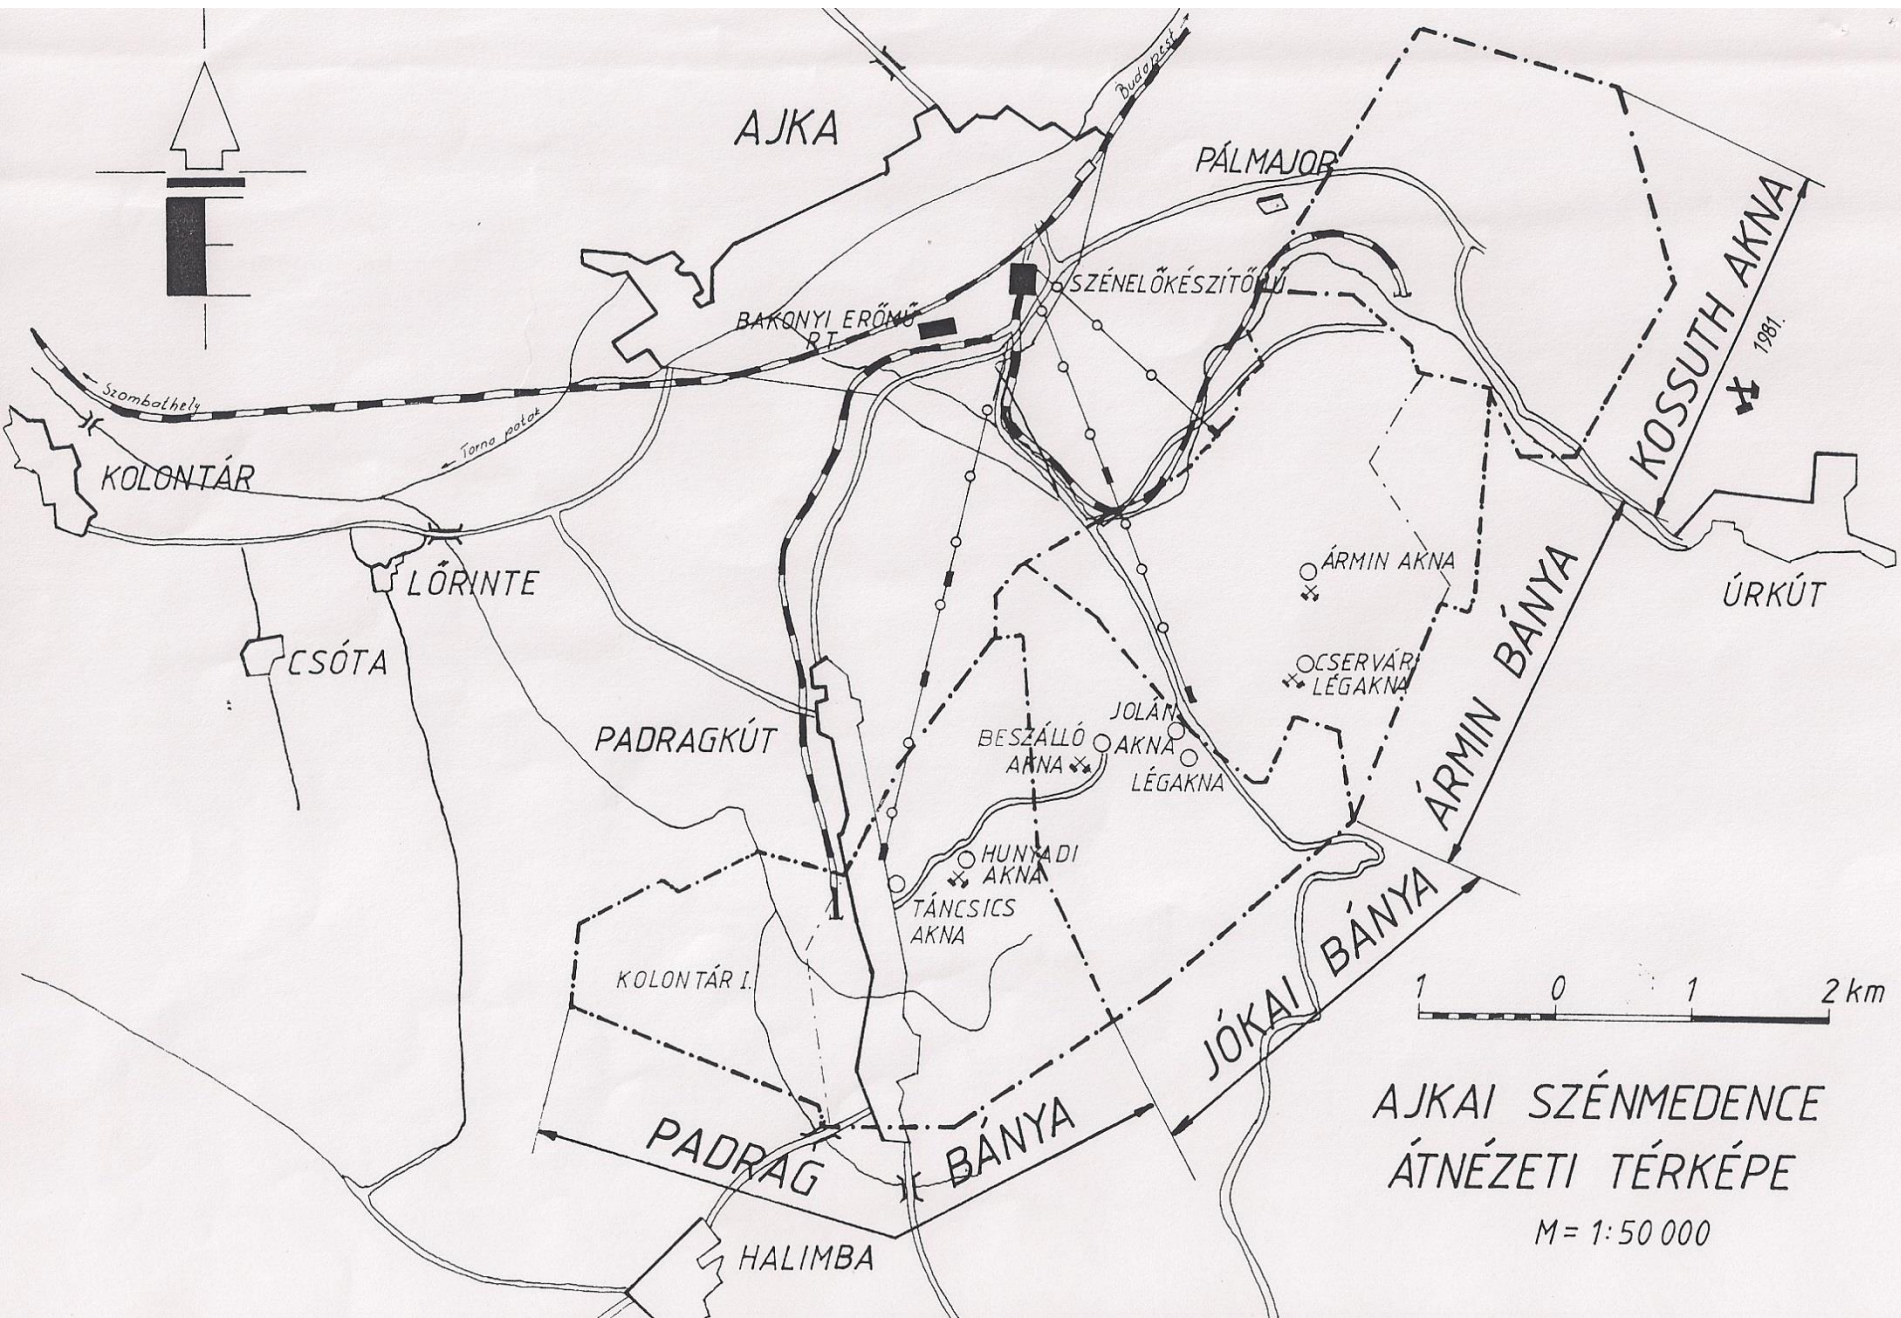 Budapest
AJKA
PÁLMAJOR
KOSSUTH AKNA
1981.
SZÉNELŐKÉSZÍTŐMŰ
BAKONYI ERŐMŰ
RT.
Szombathely
Torna patak
KOLONTÁR
LŐRINTE
CSÓTA
ÁRMIN AKNA
ÚRKÚT
ÁRMIN BÁNYA
CSERVÁR
LÉGAKNA
PADRAGKÚT
JOLÁN
AKNA
BESZÁLLÓ
AKNA
LÉGAKNA
HUNYADI
AKNA
TÁNCSICS
AKNA
KOLONTÁR I.
JÓKAI BÁNYA
PADRAG BÁNYA
HALIMBA
1 0 1 2 km
AJKAI SZÉNMEDENCE
ÁTNÉZETI TÉRKÉPE
M = 1:50 000